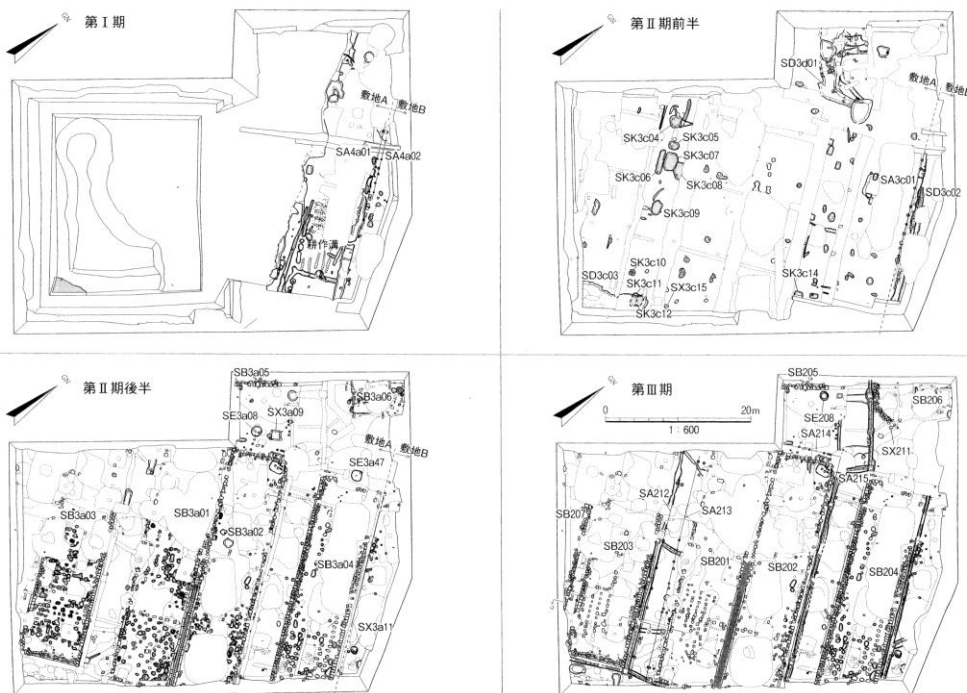 第Ⅰ期
GN
敷地A
敷地B
SA4a01
SA4a02
耕作溝
第Ⅱ期前半
GN
SD3d01
敷地A
敷地B
SK3c04
SK3c05
SK3c07
SK3c06
SK3c08
SA3c01
SD3c02
SK3c09
SK3c10
SD3c03
SK3c11
SX3c15
SK3c14
SK3c12
第Ⅱ期後半
GN
SB3a05
SB3a06
SE3a08
SX3a09
敷地A
敷地B
SE3a47
SB3a03
SB3a01
SB3a02
SB3a04
SX3a11
第Ⅲ期
GN
0
20m
1：600
SB205
SB206
SE208
SA214
SX211
SA215
SA212
SA213
SB207
SB203
SB201
SB202
SB204